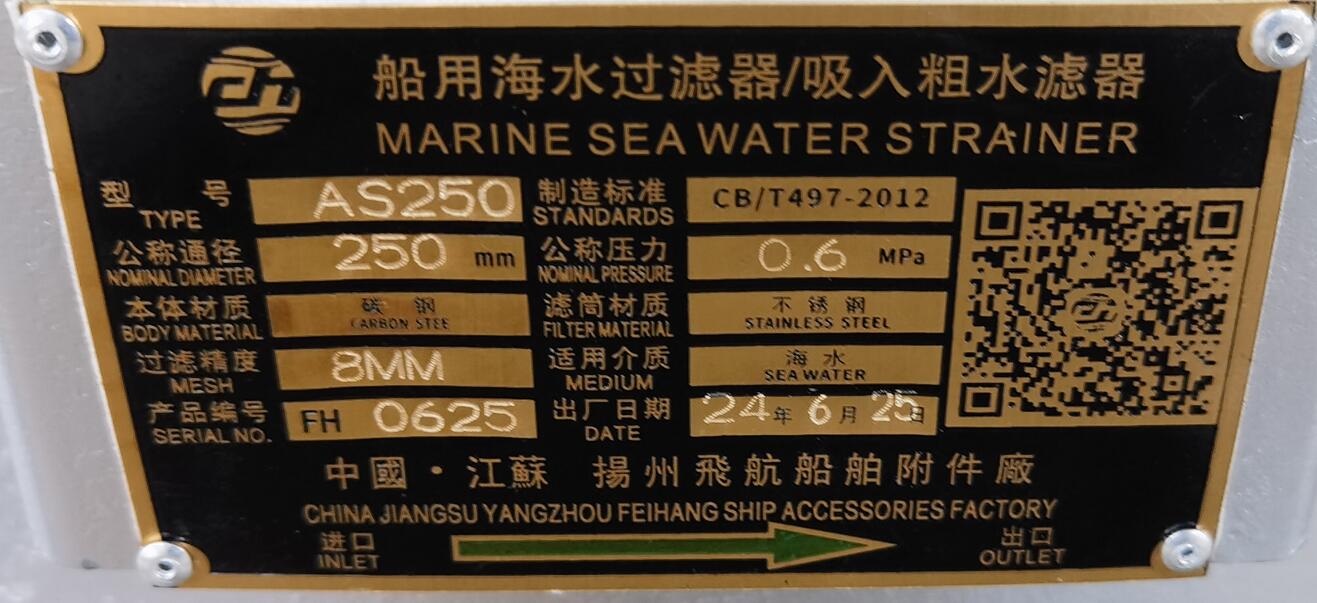 船用海水过滤器/吸入粗水滤器
MARINE SEA WATER STRAINER
型 号 AS250 制造标准 CB/T497-2012
TYPE STANDARDS
公称通径 250 mm 公称压力 0.6 MPa
NOMINAL DIAMETER NOMINAL PRESSURE
本体材质 碳 钢 滤筒材质 不 锈 钢
BODY MATERIAL CARBON STEE FILTER MATERIAL STAINLESS STEEL
过滤精度 8MM 适用介质 海 水
MESH MEDIUM SEA WATER
产品编号 FH 0625 出厂日期 24年 6月 25日
SERIAL NO. DATE
中國·江蘇 揚州飛航船舶附件廠
CHINA JIANGSU YANGZHOU FEIHANG SHIP ACCESSORIES FACTORY
进口 出口
INLET OUTLET